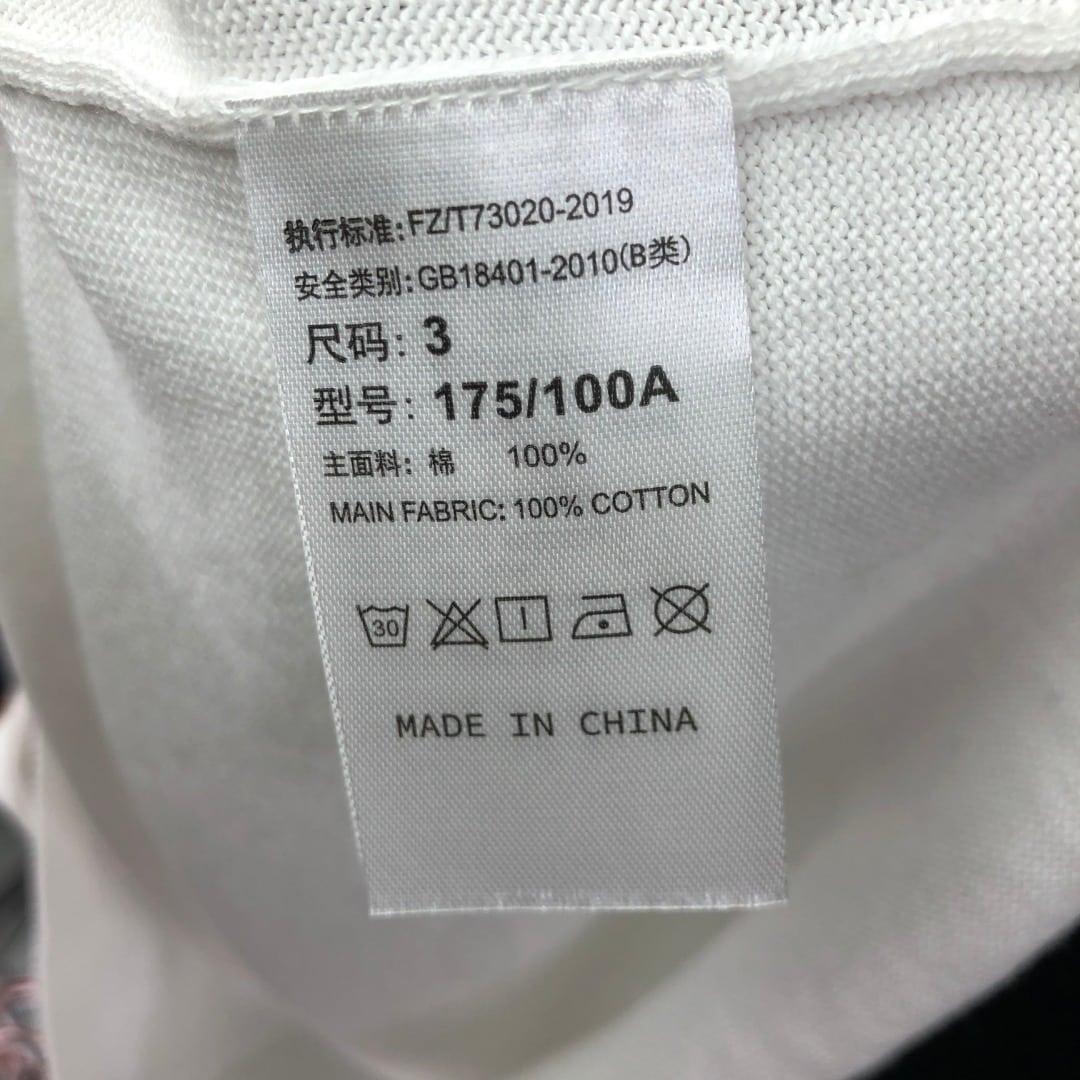 执行标准:FZ/T73020-2019
安全类别:GB18401-2010(B类)
尺码: 3
型号: 175/100A
主面料: 棉 100%
MAIN FABRIC: 100% COTTON
30
MADE IN CHINA